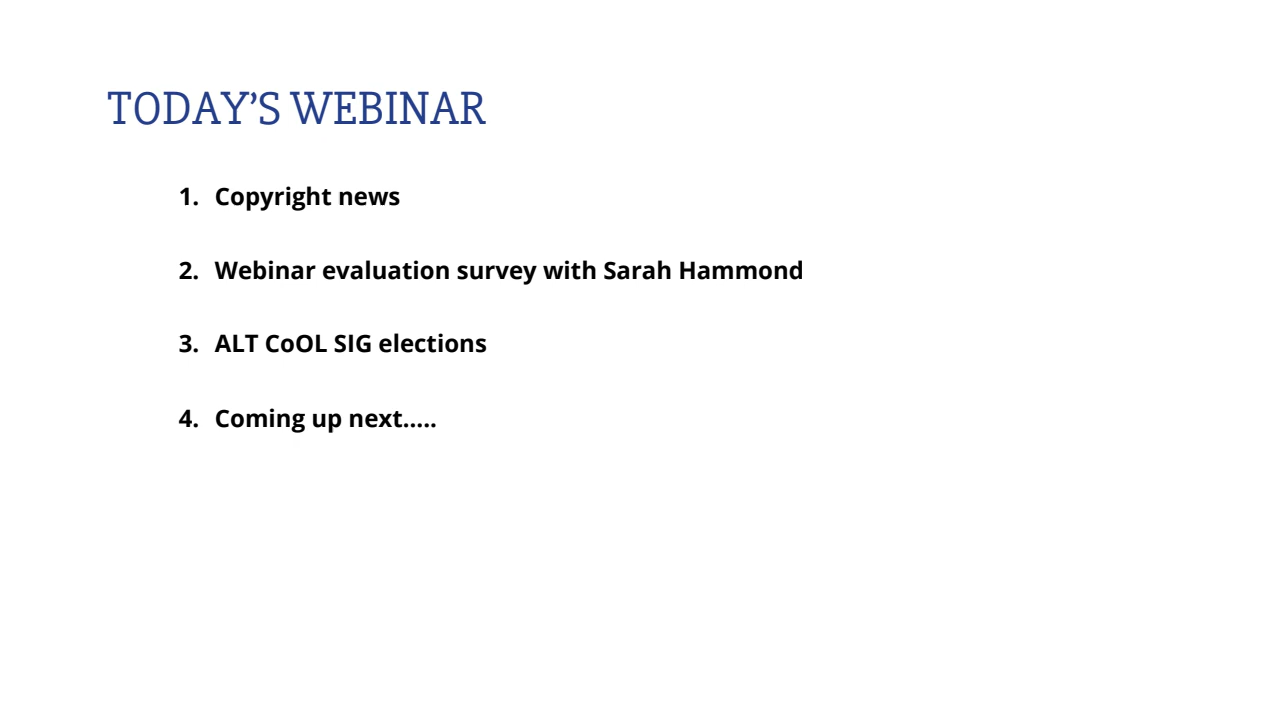 TODAY’S WEBINAR
1. Copyright news
2. Webinar evaluation survey with Sarah Hammond
3. ALT CoOL SIG elections
4. Coming up next…..